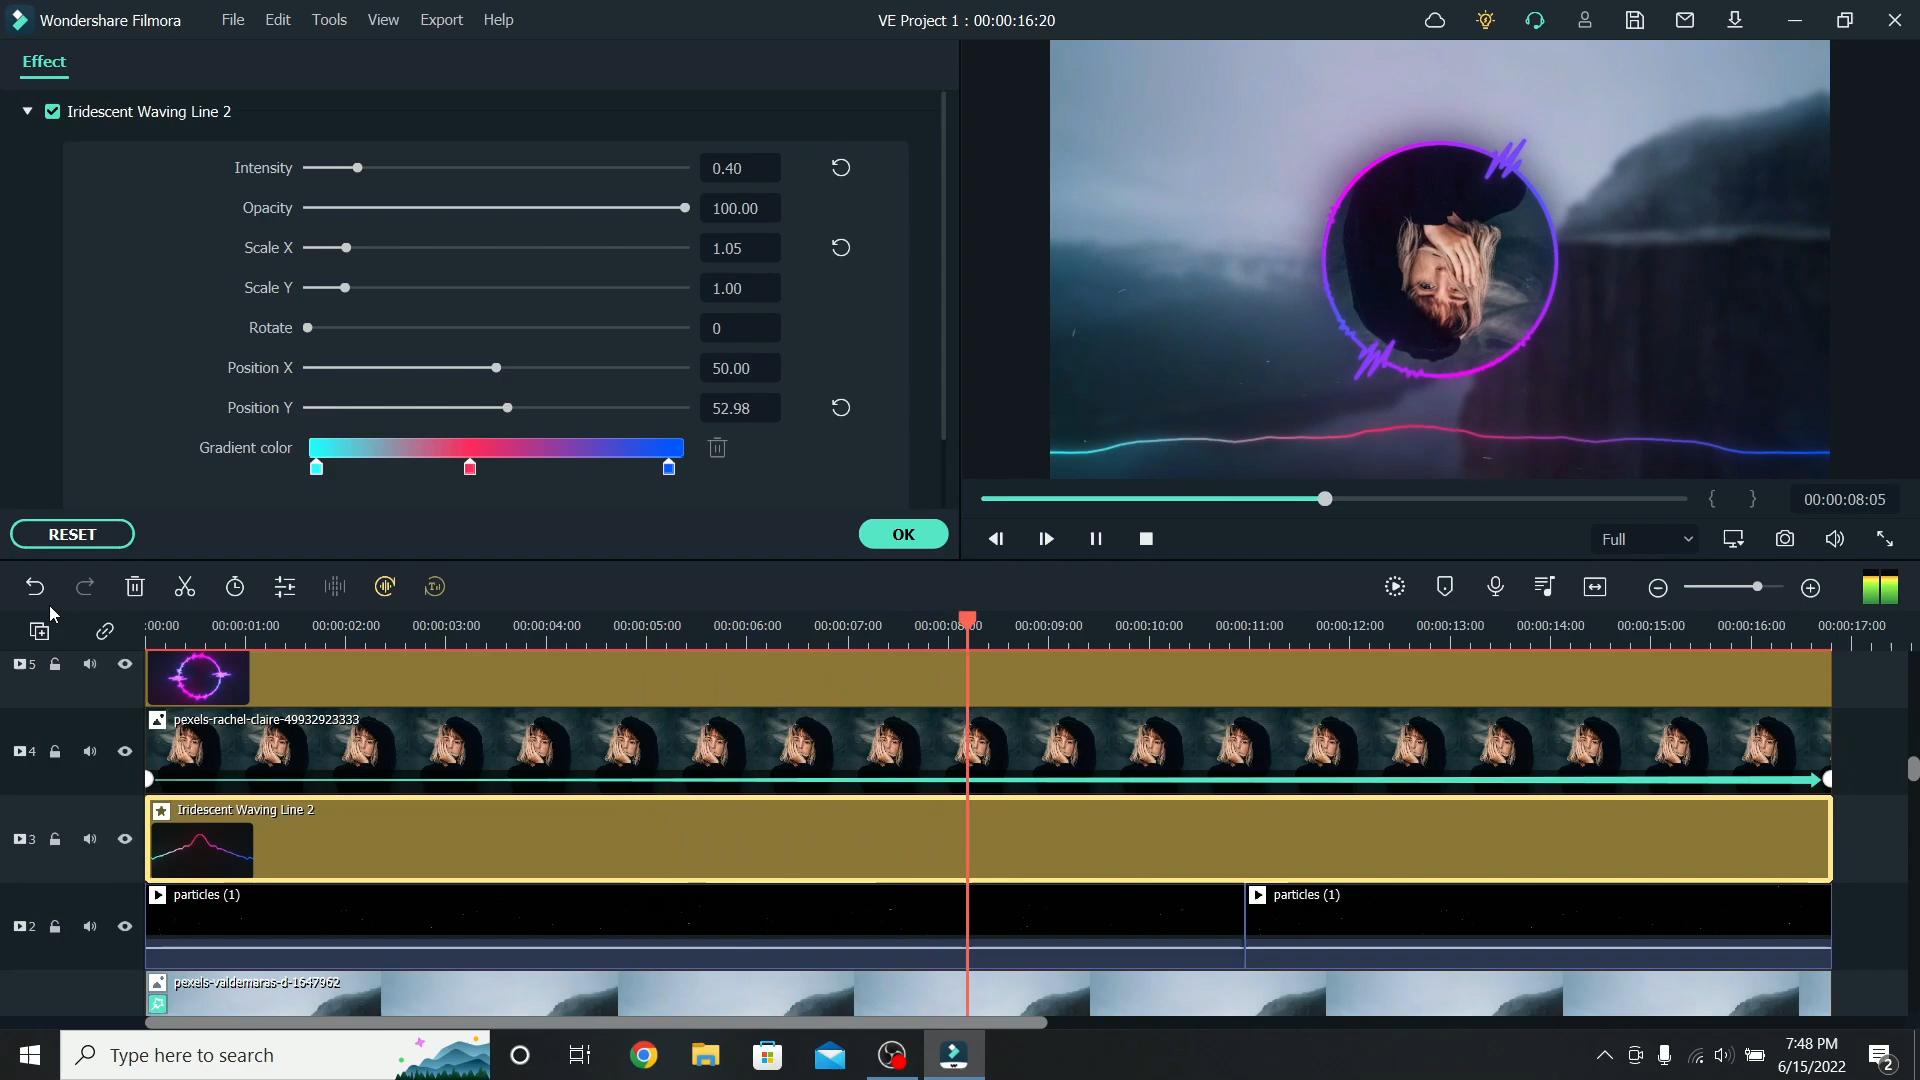 Wondershare Filmora File Edit Tools View Export Help VE Project 1 : 00:00:16:20
Effect
Iridescent Waving Line 2
Intensity 0.40
Opacity 100.00
Scale X 1.05
Scale Y 1.00
Rotate 0
Position X 50.00
Position Y 52.98
Gradient color
RESET OK
{ } 00:00:08:05
Full
:00:00 00:00:01:00 00:00:02:00 00:00:03:00 00:00:04:00 00:00:05:00 00:00:06:00 00:00:07:00 00:00:08:00 00:00:09:00 00:00:10:00 00:00:11:00 00:00:12:00 00:00:13:00 00:00:14:00 00:00:15:00 00:00:16:00 00:00:17:00
5
pexels-rachel-claire-49932923333
4
Iridescent Waving Line 2
3
particles (1) particles (1)
2
pexels-valdemaras-d-1647962
Type here to search
7:48 PM
6/15/2022
2